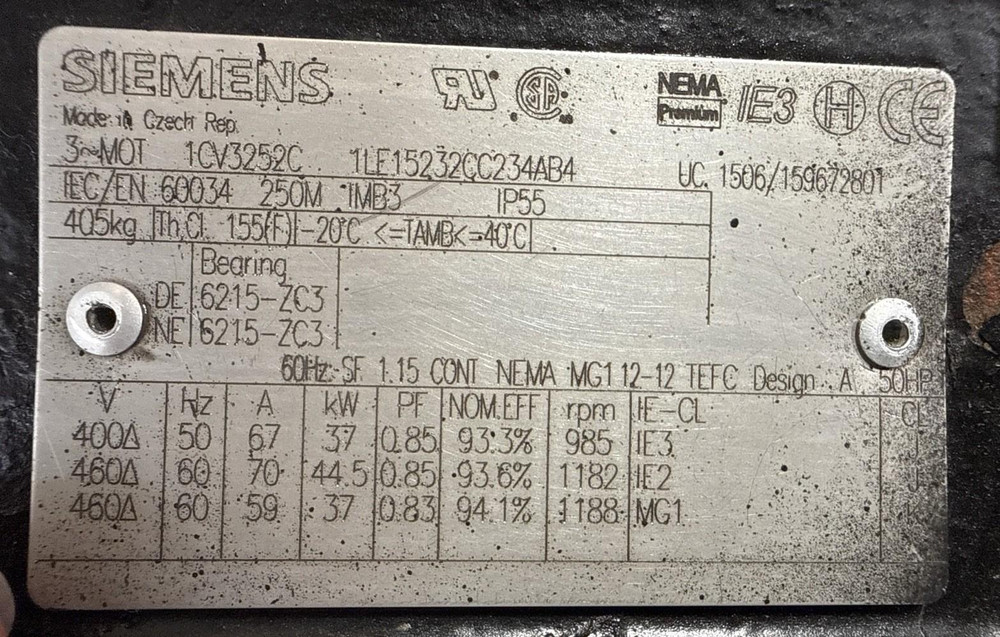 SIEMENS
NEMA Premium IE3
Made in Czech Rep.
3~MOT 1CV3252C 1LE15232CC234AB4 UC. 1506/159672801
IEC/EN 60034 250M IMB3 IP55
405kg Th.Cl. 155(F) -20°C <=TAMB<=40°C
Bearing
DE 6215-ZC3
NE 6215-ZC3
60Hz: SF 1.15 CONT NEMA MG1 12-12 TEFC Design A 50HP
V Hz A kW PF NOM.EFF rpm IE-CL CL
400Δ 50 67 37 0.85 93.3% 985 IE3
460Δ 60 70 44.5 0.85 93.6% 1182 IE2 J
460Δ 60 59 37 0.83 94.1% 1188 MG1 K